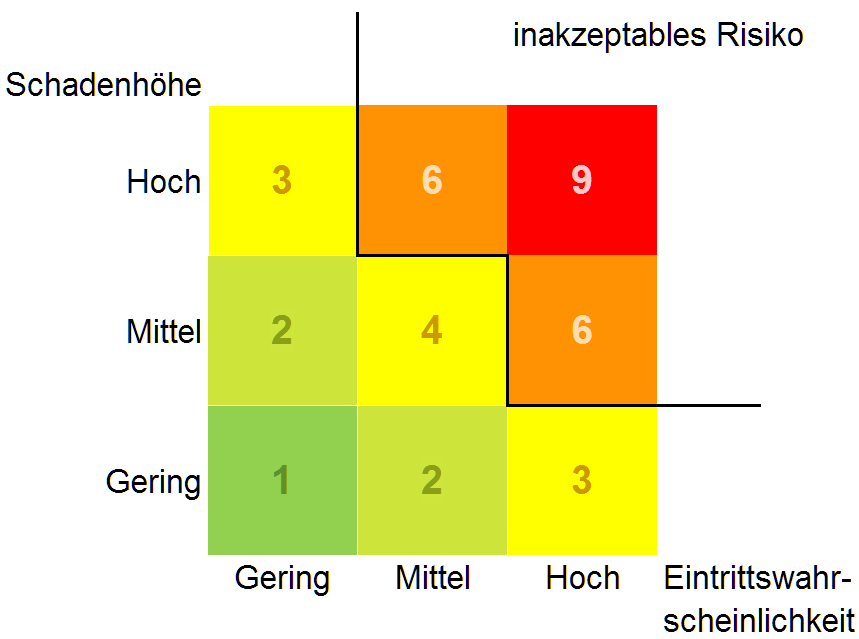 inakzeptables Risiko
Schadenhöhe
Hoch 3 6 9
Mittel 2 4 6
Gering 1 2 3
Gering Mittel Hoch Eintrittswahr-
scheinlichkeit